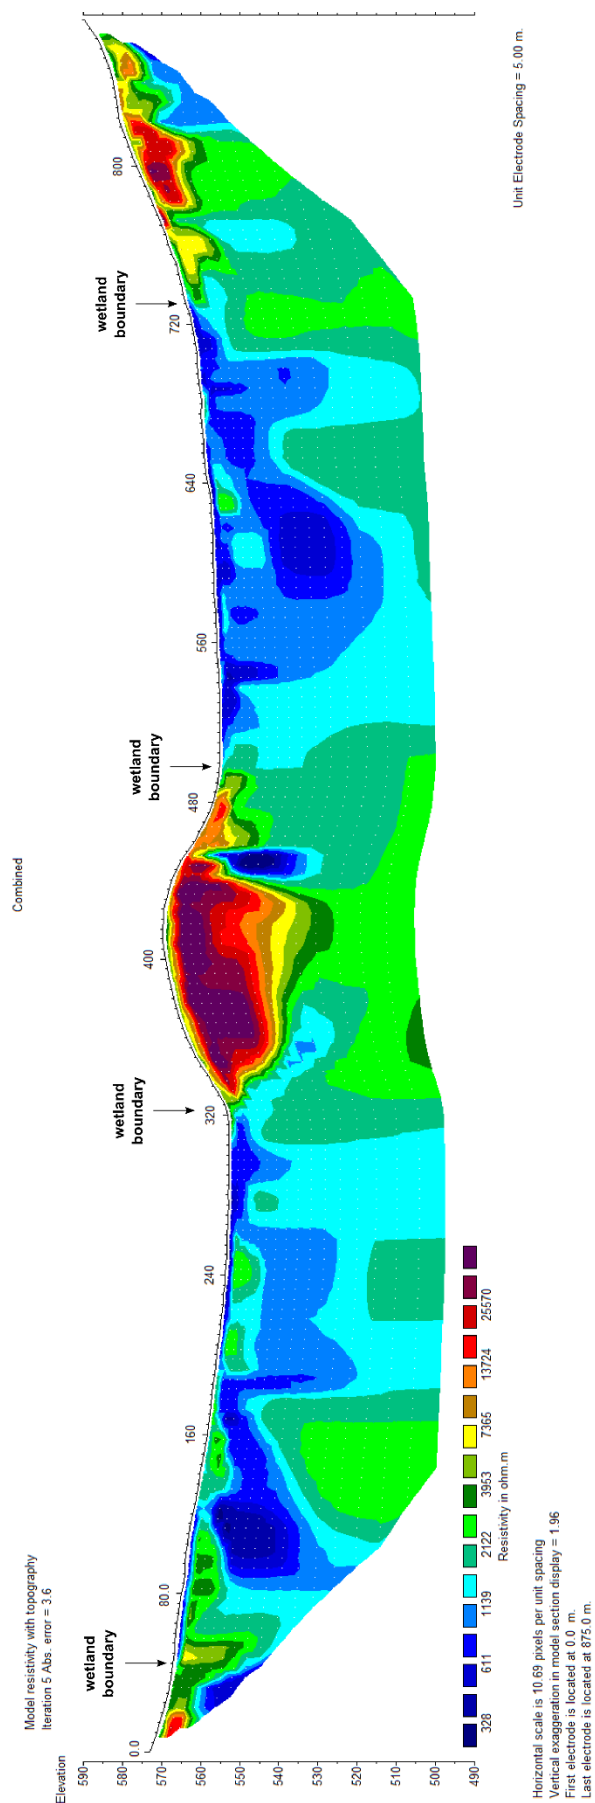 Combined
Model resistivity with topography
Iteration 5 Abs. error = 3.6
Elevation
590
580
570
560
550
540
530
520
510
500
490
0.0
80.0
160
240
320
400
480
560
640
720
800
wetland
boundary
wetland
boundary
wetland
boundary
wetland
boundary
328
611
1139
2122
3953
7365
13724
25570
Resistivity in ohm.m
Unit Electrode Spacing = 5.00 m.
Horizontal scale is 10.69 pixels per unit spacing
Vertical exaggeration in model section display = 1.96
First electrode is located at 0.0 m.
Last electrode is located at 875.0 m.